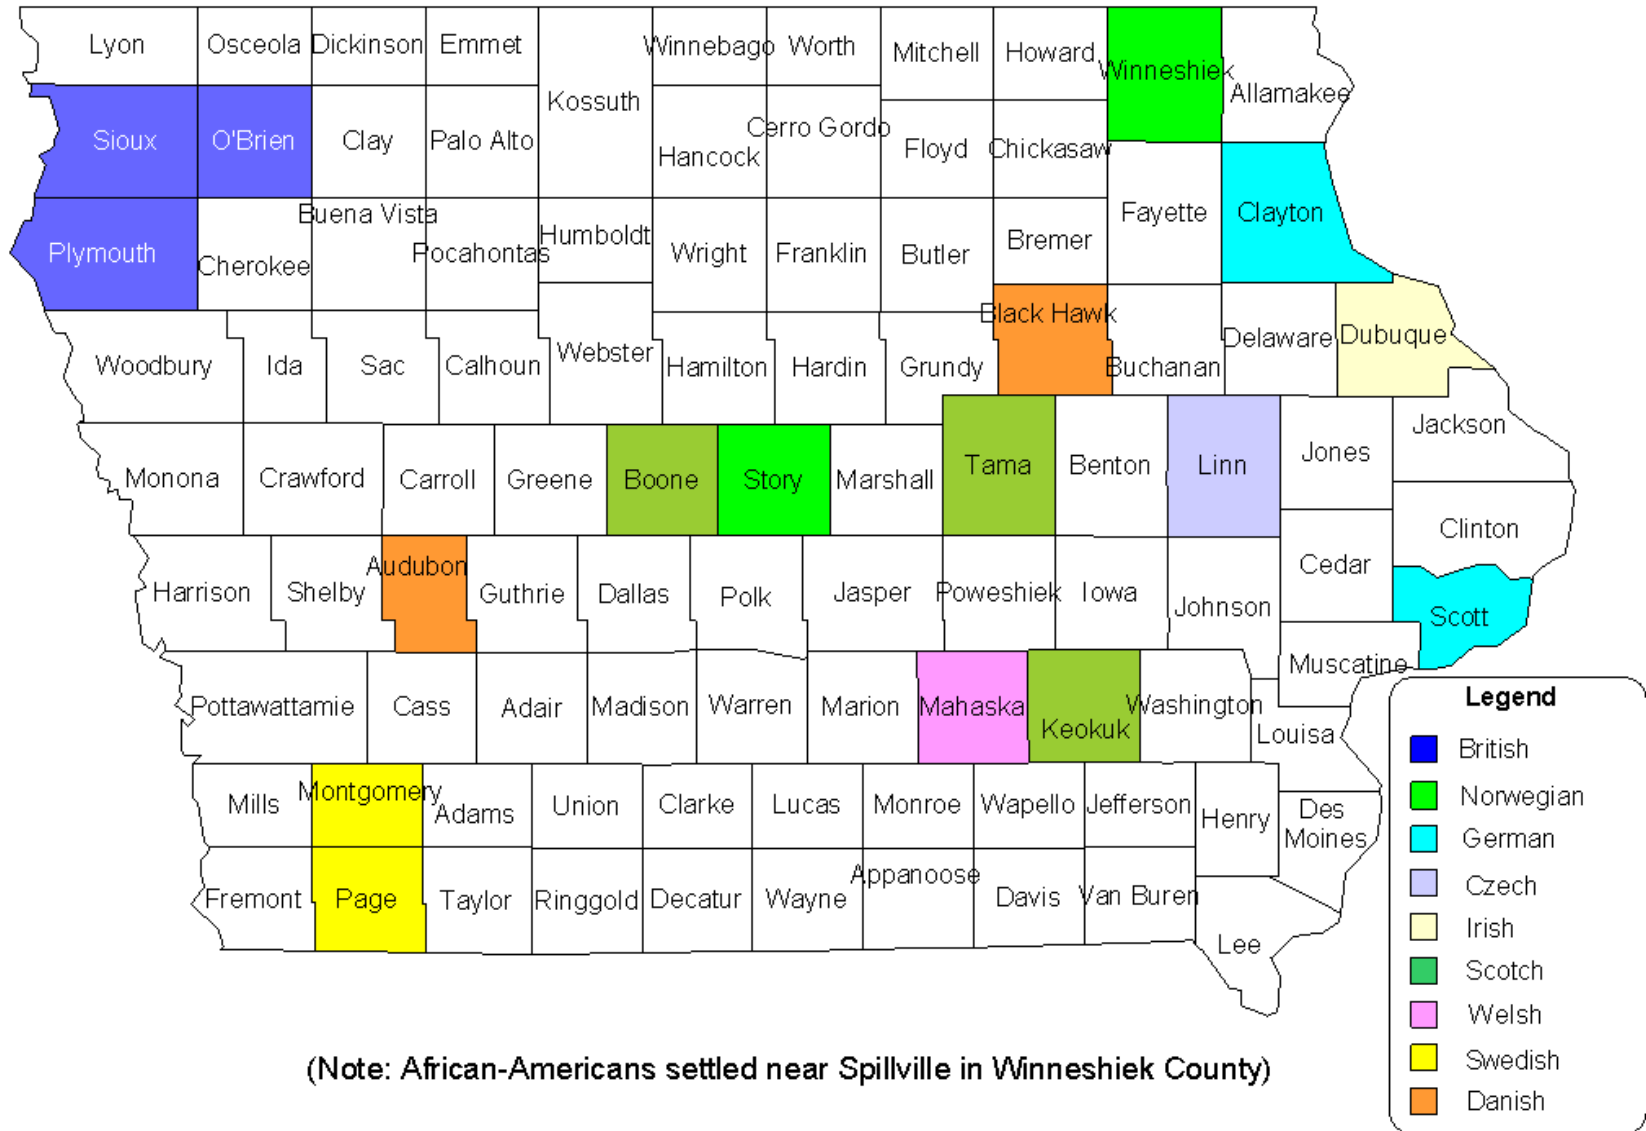 Lyon
Osceola
Dickinson
Emmet
Kossuth
Winnebago
Worth
Mitchell
Howard
Winneshiek
Allamakee
Sioux
O'Brien
Clay
Palo Alto
Hancock
Cerro Gordo
Floyd
Chickasaw
Fayette
Clayton
Plymouth
Cherokee
Buena Vista
Pocahontas
Humboldt
Wright
Franklin
Butler
Bremer
Black Hawk
Buchanan
Delaware
Dubuque
Woodbury
Ida
Sac
Calhoun
Webster
Hamilton
Hardin
Grundy
Monona
Crawford
Carroll
Greene
Boone
Story
Marshall
Tama
Benton
Linn
Jones
Jackson
Clinton
Cedar
Harrison
Shelby
Audubon
Guthrie
Dallas
Polk
Jasper
Poweshiek
Iowa
Johnson
Scott
Muscatine
Pottawattamie
Cass
Adair
Madison
Warren
Marion
Mahaska
Keokuk
Washington
Louisa
Mills
Montgomery
Adams
Union
Clarke
Lucas
Monroe
Wapello
Jefferson
Henry
Des
Moines
Fremont
Page
Taylor
Ringgold
Decatur
Wayne
Appanoose
Davis
Van Buren
Lee
Legend
British
Norwegian
German
Czech
Irish
Scotch
Welsh
Swedish
Danish
(Note: African-Americans settled near Spillville in Winneshiek County)